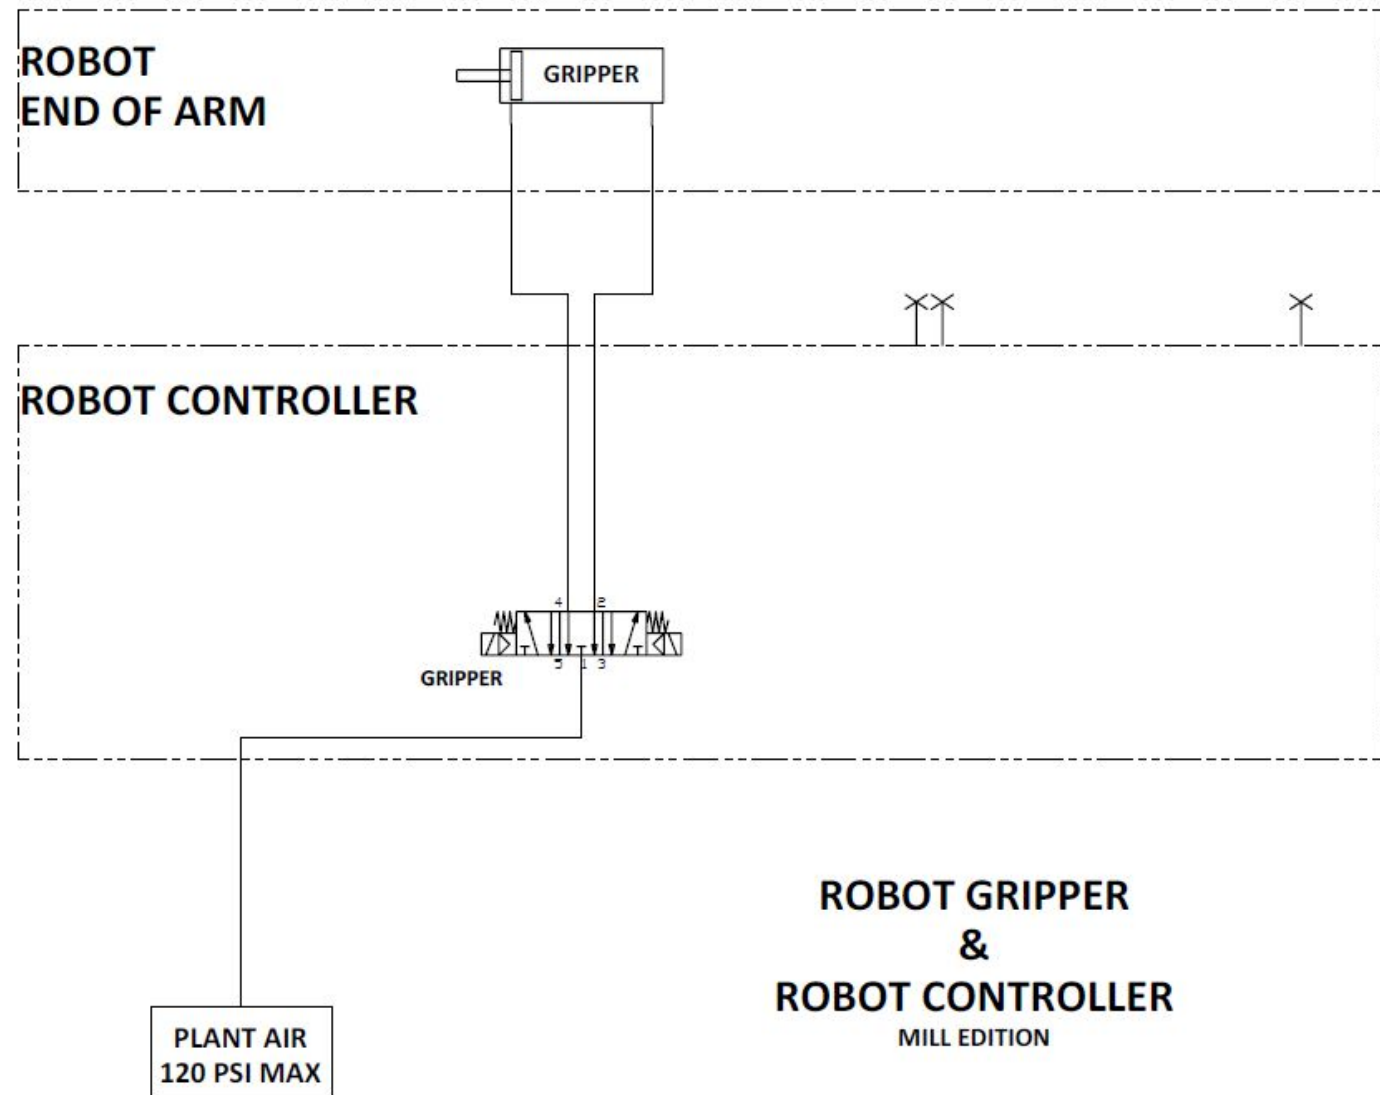 ROBOT
END OF ARM
GRIPPER
ROBOT CONTROLLER
4 2
5 1 3
GRIPPER
ROBOT GRIPPER
&
ROBOT CONTROLLER
MILL EDITION
PLANT AIR
120 PSI MAX